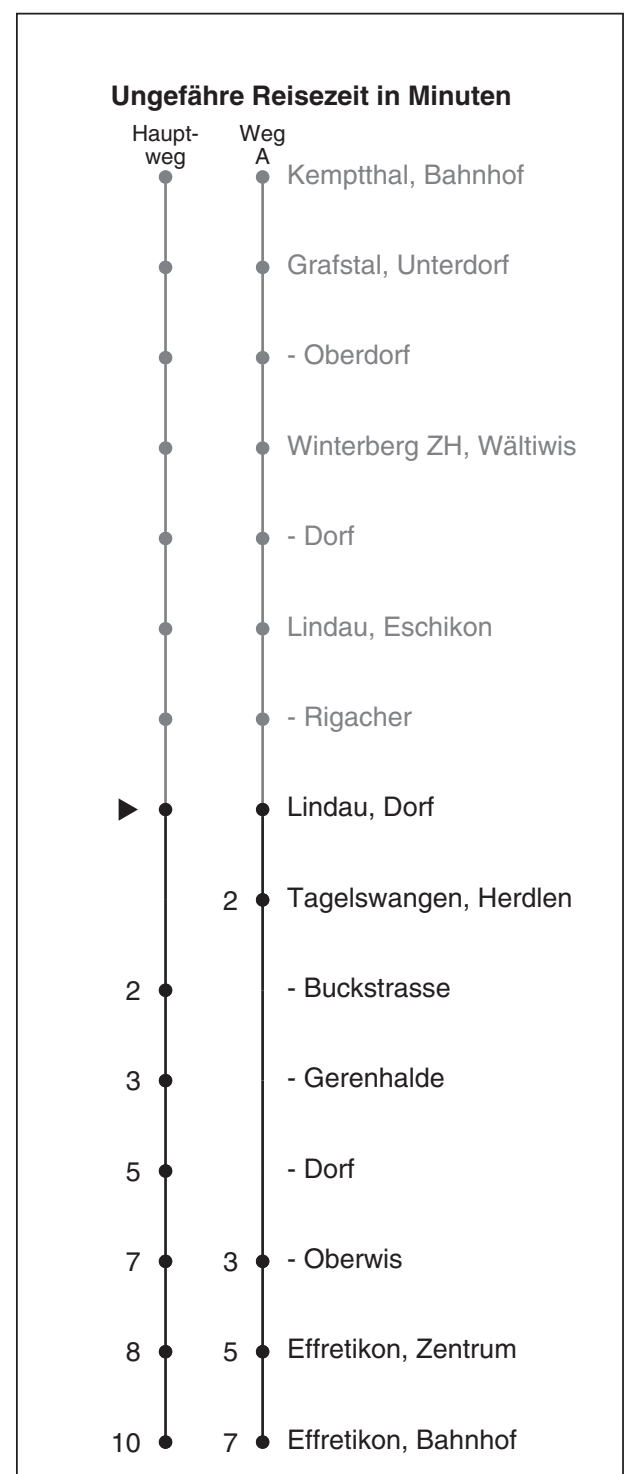 Ungefähre Reisezeit in Minuten
Haupt- Weg
weg A
Kemptthal, Bahnhof
Grafstal, Unterdorf
- Oberdorf
Winterberg ZH, Wältiwis
- Dorf
Lindau, Eschikon
- Rigacher
Lindau, Dorf
2 Tagelswangen, Herdlen
2 - Buckstrasse
3 - Gerenhalde
5 - Dorf
7 3 - Oberwis
8 5 Effretikon, Zentrum
10 7 Effretikon, Bahnhof